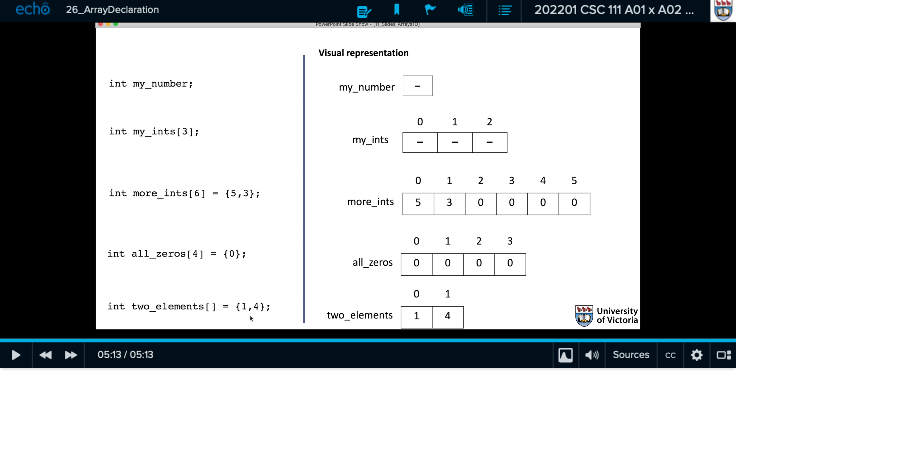 echo 26_ArrayDeclaration 202201 CSC 111 A01 x A02 ...
PowerPoint Slide Show - [11_Slides_Arrays1D]
Visual representation
int my_number;
my_number –
int my_ints[3];
0 1 2
my_ints – – –
int more_ints[6] = {5,3};
0 1 2 3 4 5
more_ints 5 3 0 0 0 0
int all_zeros[4] = {0};
0 1 2 3
all_zeros 0 0 0 0
int two_elements[] = {1,4};
0 1
two_elements 1 4
University
of Victoria
05:13 / 05:13 Sources cc